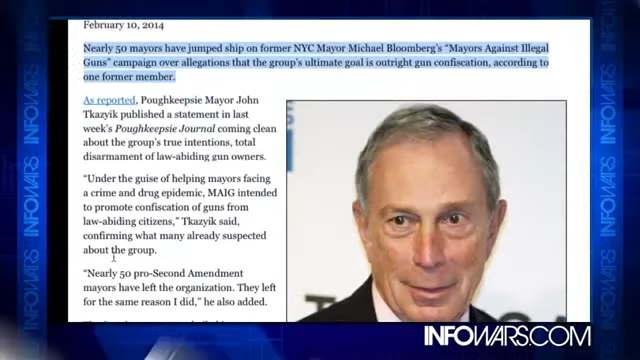 February 10, 2014
Nearly 50 mayors have jumped ship on former NYC Mayor Michael Bloomberg's "Mayors Against Illegal
Guns" campaign over allegations that the group's ultimate goal is outright gun confiscation, according to
one former member.
As reported, Poughkeepsie Mayor John
Tkazyik published a statement in last
week's Poughkeepsie Journal coming clean
about the group's true intentions, total
disarmament of law-abiding gun owners.
"Under the guise of helping mayors facing
a crime and drug epidemic, MAIG intended
to promote confiscation of guns from
law-abiding citizens," Tkazyik said,
confirming what many already suspected
about the group.
"Nearly 50 pro-Second Amendment
mayors have left the organization. They left
for the same reason I did," he also added.
INFOWARS
INFOWARS
INFOWARS
INFOWARS
INFOWARS.COM